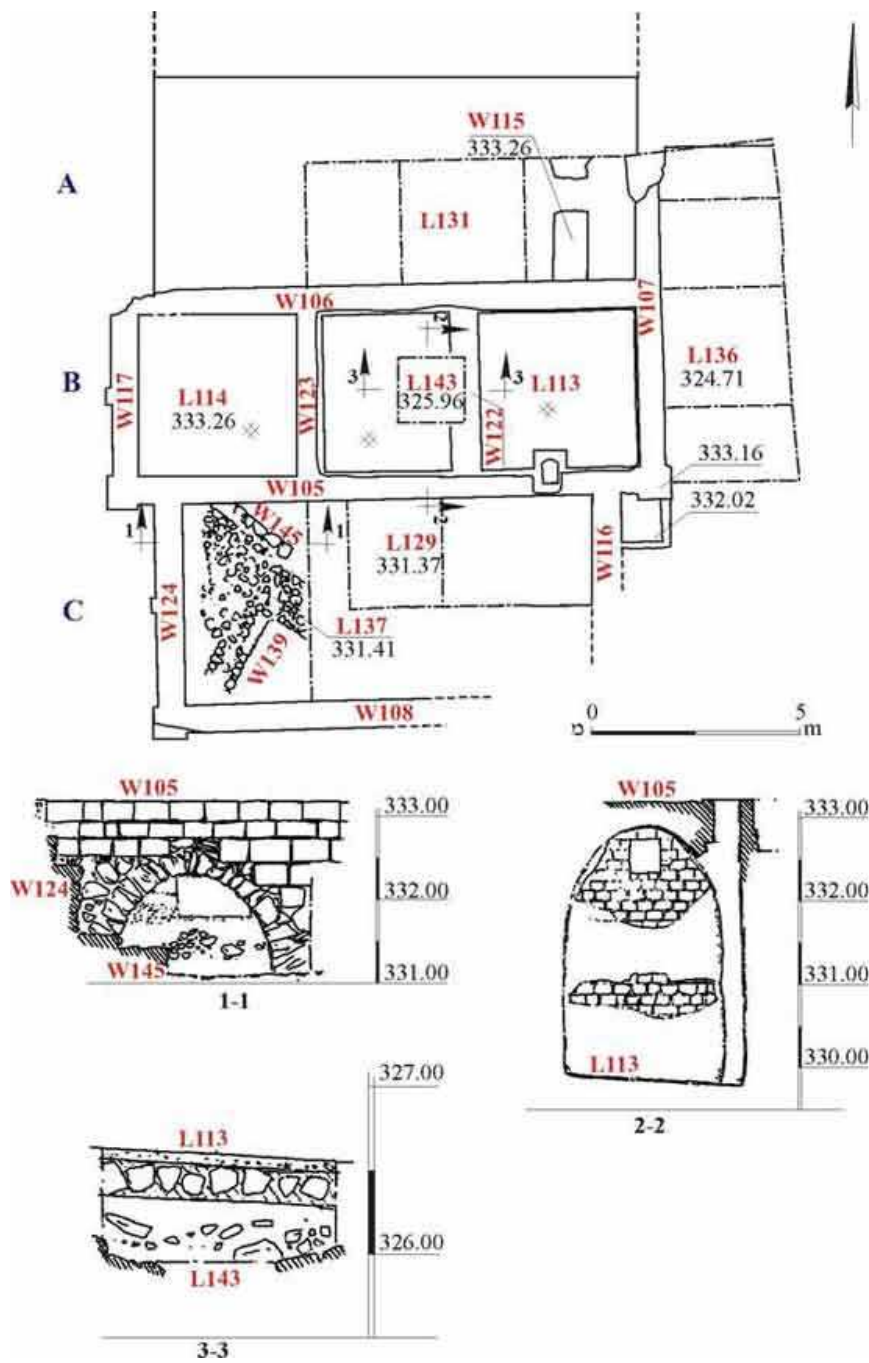 W115
333.26
A
L131
W106
W107
2
B
W117
L114
333.26
W123
3
L143
325.96
3
L113
W122
L136
324.71
W105
333.16
332.02
1
W145
1
2
L129
331.37
W116
C
W124
W139
L137
331.41
W108
0 5
מ m
W105
333.00
W124
332.00
W145
331.00
1-1
W105
333.00
332.00
331.00
L113
330.00
2-2
327.00
L113
326.00
L143
3-3